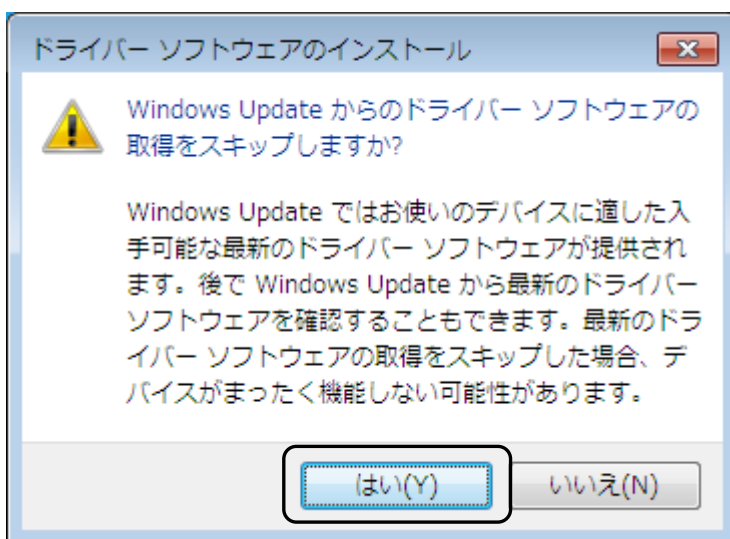 ドライバー ソフトウェアのインストール
Windows Update からのドライバー ソフトウェアの
取得をスキップしますか?
Windows Update ではお使いのデバイスに適した入
手可能な最新のドライバー ソフトウェアが提供され
ます。後で Windows Update から最新のドライバー
ソフトウェアを確認することもできます。最新のドラ
イバー ソフトウェアの取得をスキップした場合、デ
バイスがまったく機能しない可能性があります。
はい(Y) いいえ(N)